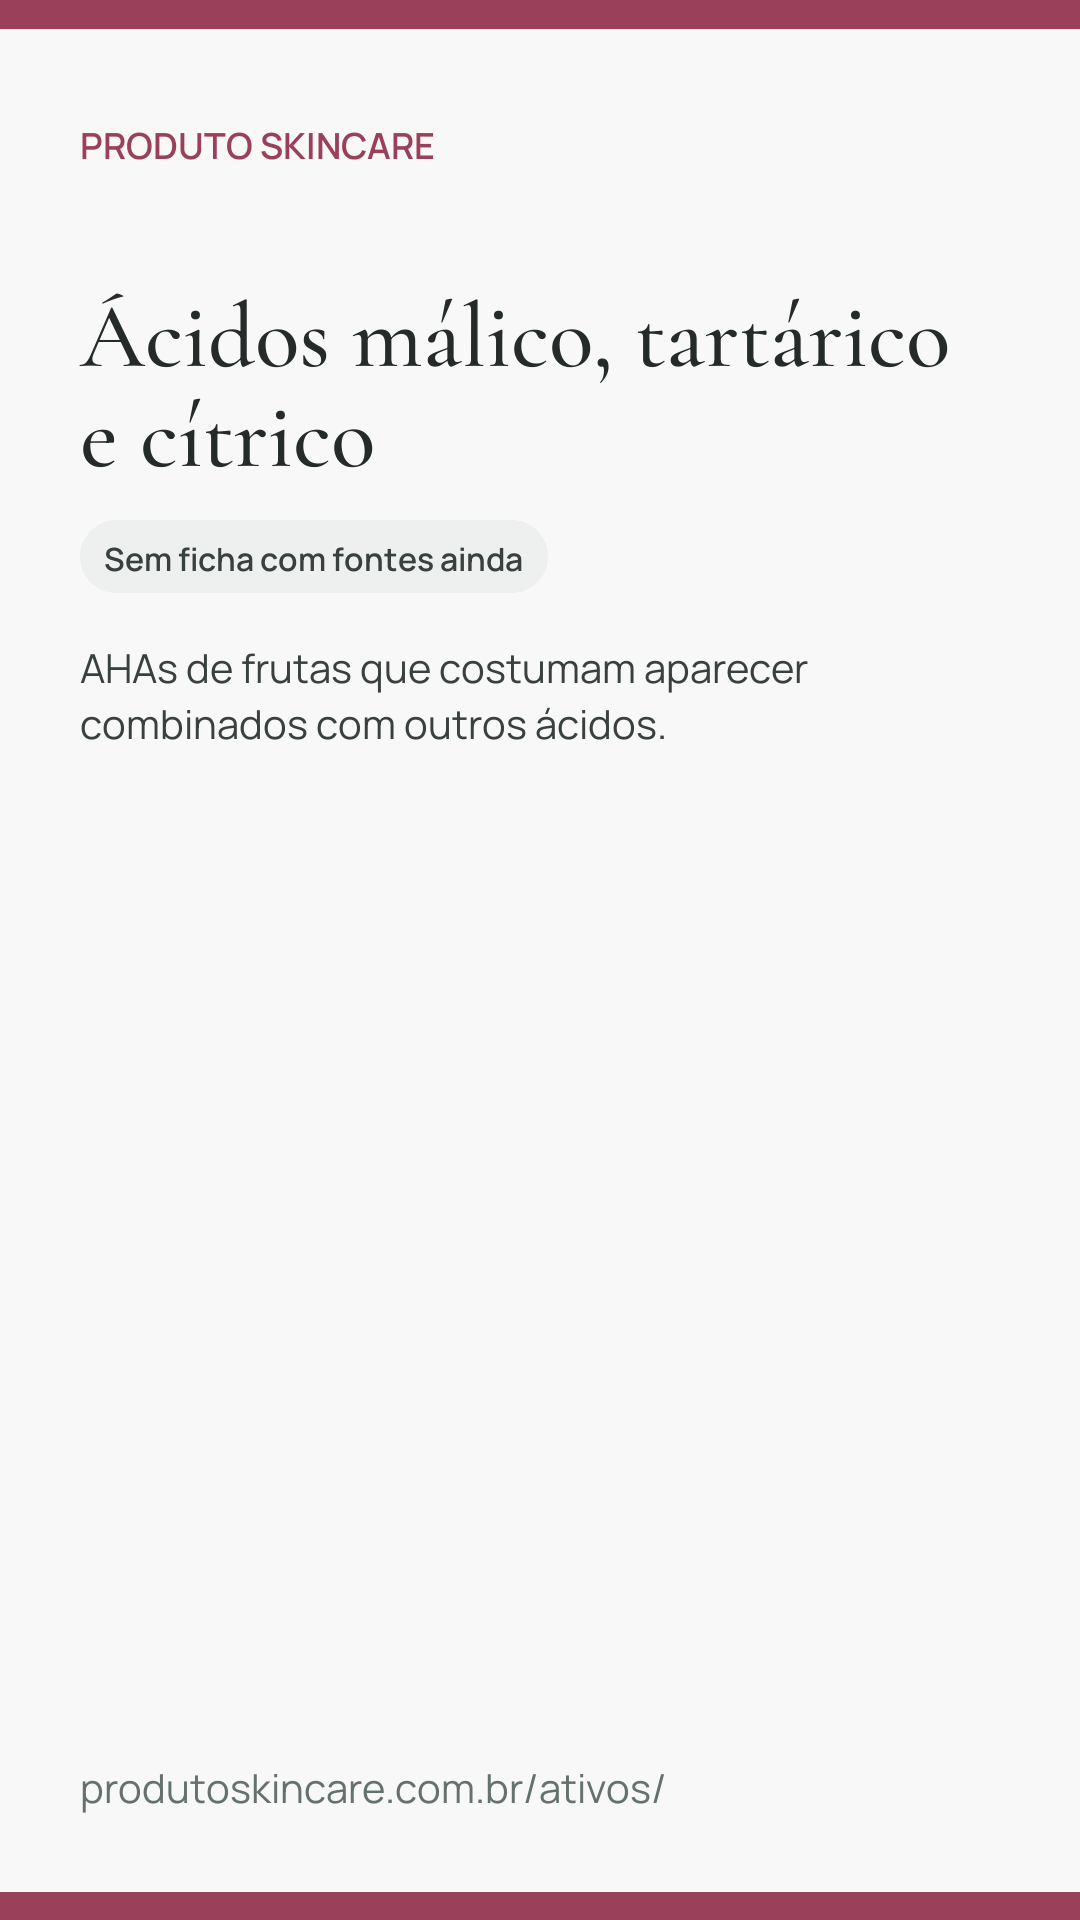 PRODUTO SKINCARE
Ácidos málico, tartárico
e cítrico
Sem ficha com fontes ainda
AHAs de frutas que costumam aparecer
combinados com outros ácidos.
produtoskincare.com.br/ativos/